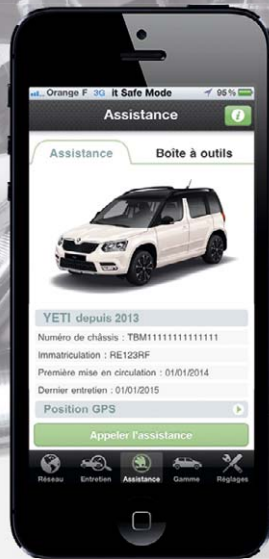 Orange F 3G it Safe Mode 95 %
Assistance
Assistance Boîte à outils
YETI depuis 2013
Numéro de châssis : TBM11111111111111
Immatriculation : RE123RF
Première mise en circulation : 01/01/2014
Dernier entretien : 01/01/2015
Position GPS
Appeler l'assistance
Réseau Entretien Assistance Gamme Réglages